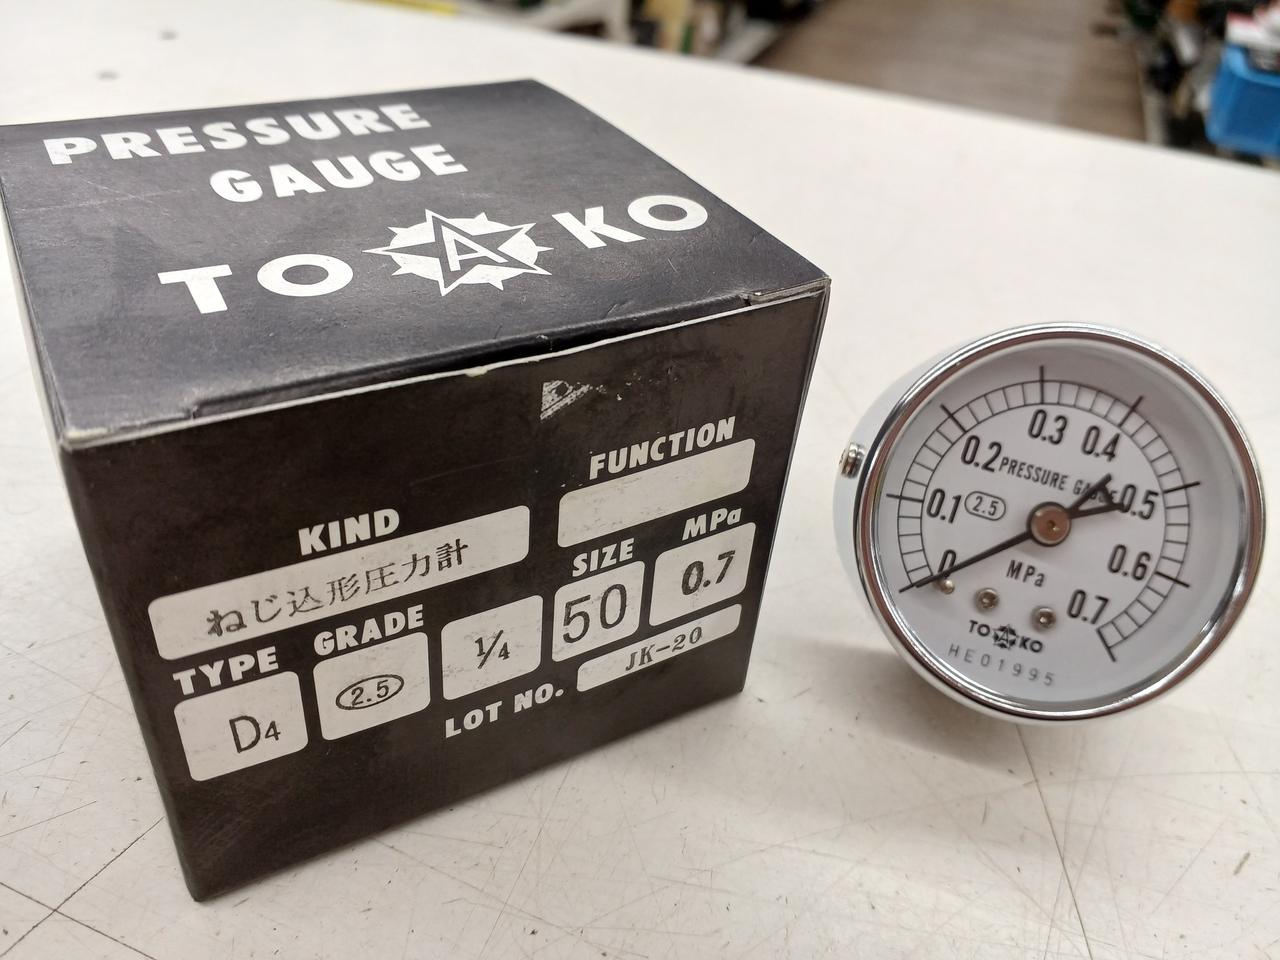 PRESSURE
GAUGE
TO A KO
FUNCTION
KIND
ねじ込形圧力計
SIZE
MPa
TYPE
GRADE
D4
2.5
1/4
50
0.7
LOT NO.
JK-20
0
0.1
0.2
0.3
0.4
0.5
0.6
0.7
PRESSURE GAUGE
2.5
MPa
TO KO
HE01995